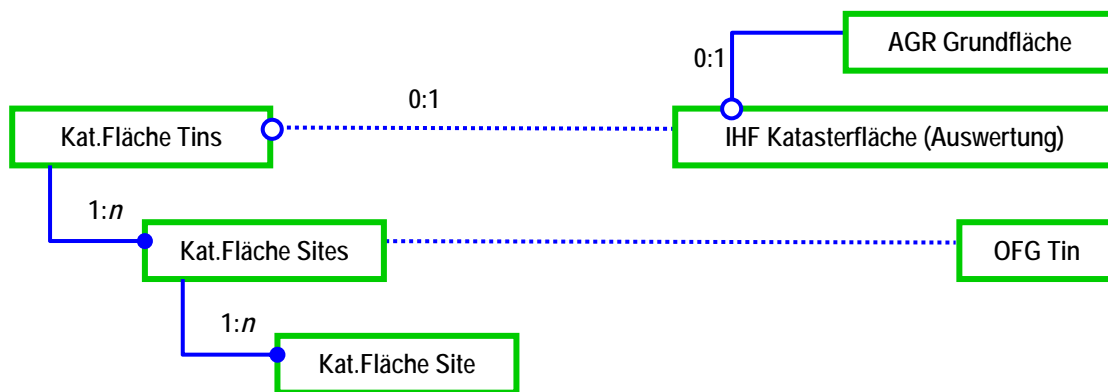 AGR Grundfläche
0:1
0:1
Kat.Fläche Tins
IHF Katasterfläche (Auswertung)
1:n
Kat.Fläche Sites
OFG Tin
1:n
Kat.Fläche Site